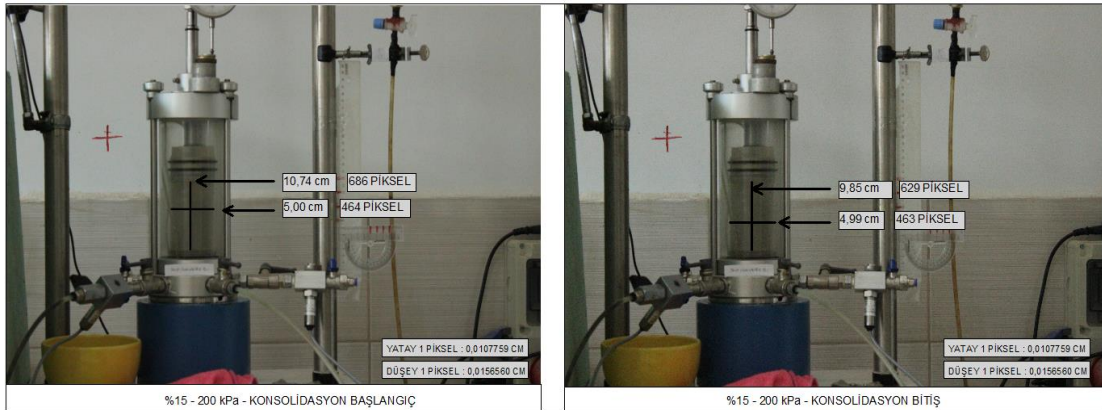 10,74 cm
686 PİKSEL
5,00 cm
464 PİKSEL
YATAY 1 PİKSEL : 0,0107759 CM
DÜŞEY 1 PİKSEL : 0,0156560 CM
%15 - 200 kPa - KONSOLİDASYON BAŞLANGIÇ
9,85 cm
629 PİKSEL
4,99 cm
463 PİKSEL
YATAY 1 PİKSEL : 0,0107759 CM
DÜŞEY 1 PİKSEL : 0,0156560 CM
%15 - 200 kPa - KONSOLİDASYON BİTİŞ